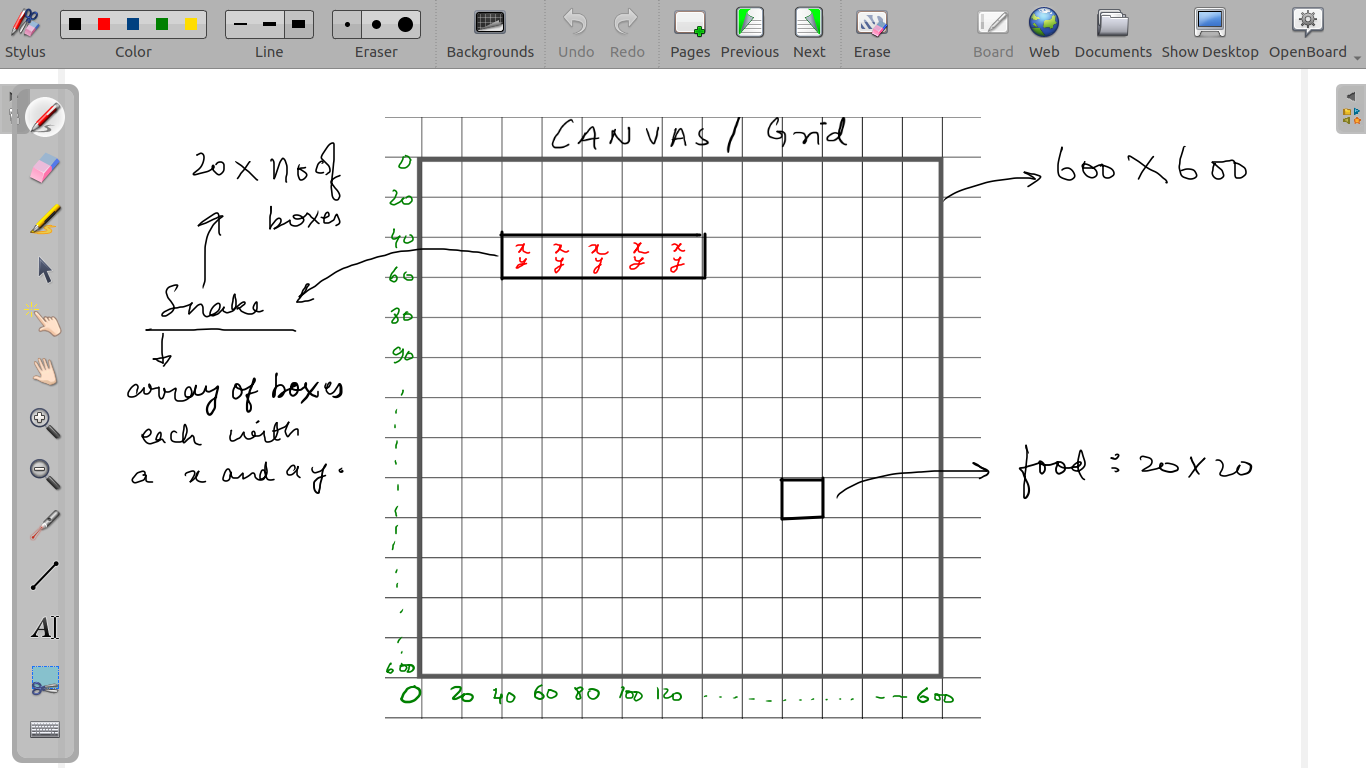 Stylus
Color
Line
Eraser
Backgrounds
Undo
Redo
Pages
Previous
Next
Erase
Board
Web
Documents
Show Desktop
OpenBoard
CANVAS / Grid
20 X no of
boxes
Snake
array of boxes
each with
a x and a y.
0
20
40
60
80
90
600
x x x x x
y y y y y
600 X 600
food : 20 X 20
0 20 40 60 80 100 120 600
A